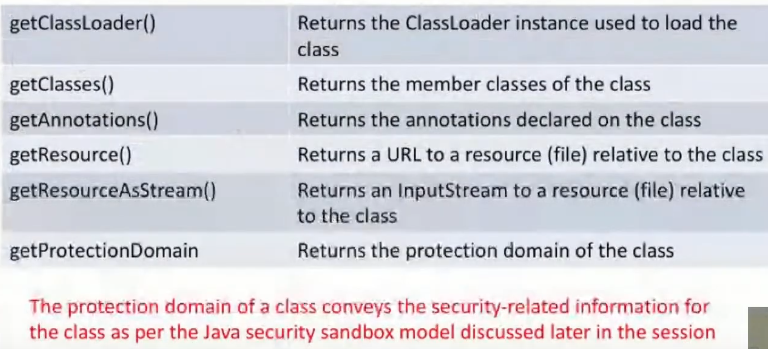 getClassLoader() Returns the ClassLoader instance used to load the
class
getClasses() Returns the member classes of the class
getAnnotations() Returns the annotations declared on the class
getResource() Returns a URL to a resource (file) relative to the class
getResourceAsStream() Returns an InputStream to a resource (file) relative
to the class
getProtectionDomain Returns the protection domain of the class
The protection domain of a class conveys the security-related information for
the class as per the Java security sandbox model discussed later in the session